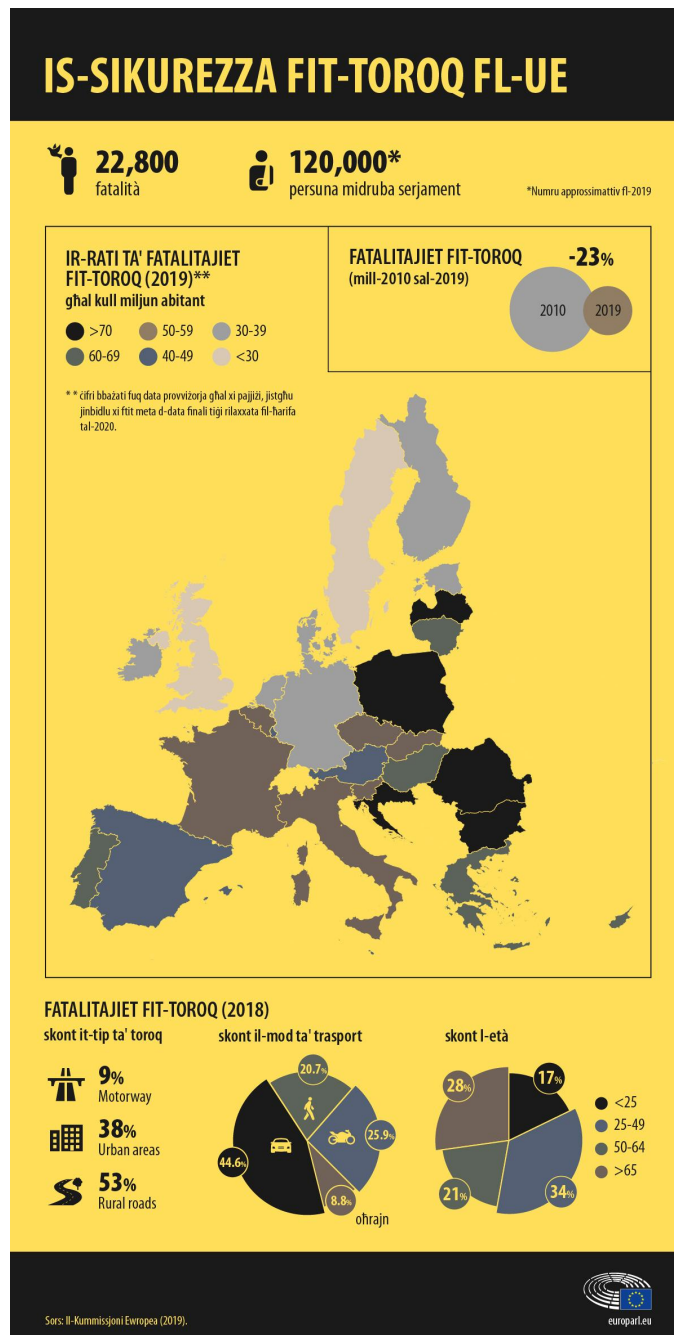 IS-SIKUREZZA FIT-TOROQ FL-UE
22,800
fatalità
120,000*
persuna midruba serjament
*Numru approssimattiv fl-2019
IR-RATI TA' FATALITAJIET
FIT-TOROQ (2019)**
għal kull miljun abitant
>70
50-59
30-39
60-69
40-49
<30
** ċifri bbażati fuq data provviżorja għal xi pajjiżi, jistgħu
jinbidlu xi ftit meta d-data finali tiġi rilaxxata fil-ħarifa
tal-2020.
FATALITAJIET FIT-TOROQ
(mill-2010 sal-2019)
-23%
2010
2019
FATALITAJIET FIT-TOROQ (2018)
skont it-tip ta' toroq
9%
Motorway
38%
Urban areas
53%
Rural roads
skont il-mod ta' trasport
20.7%
25.9%
44.6%
8.8%
oħrajn
skont l-età
28%
17%
21%
34%
<25
25-49
50-64
>65
Sors: Il-Kummissjoni Ewropea (2019).
europarl.eu